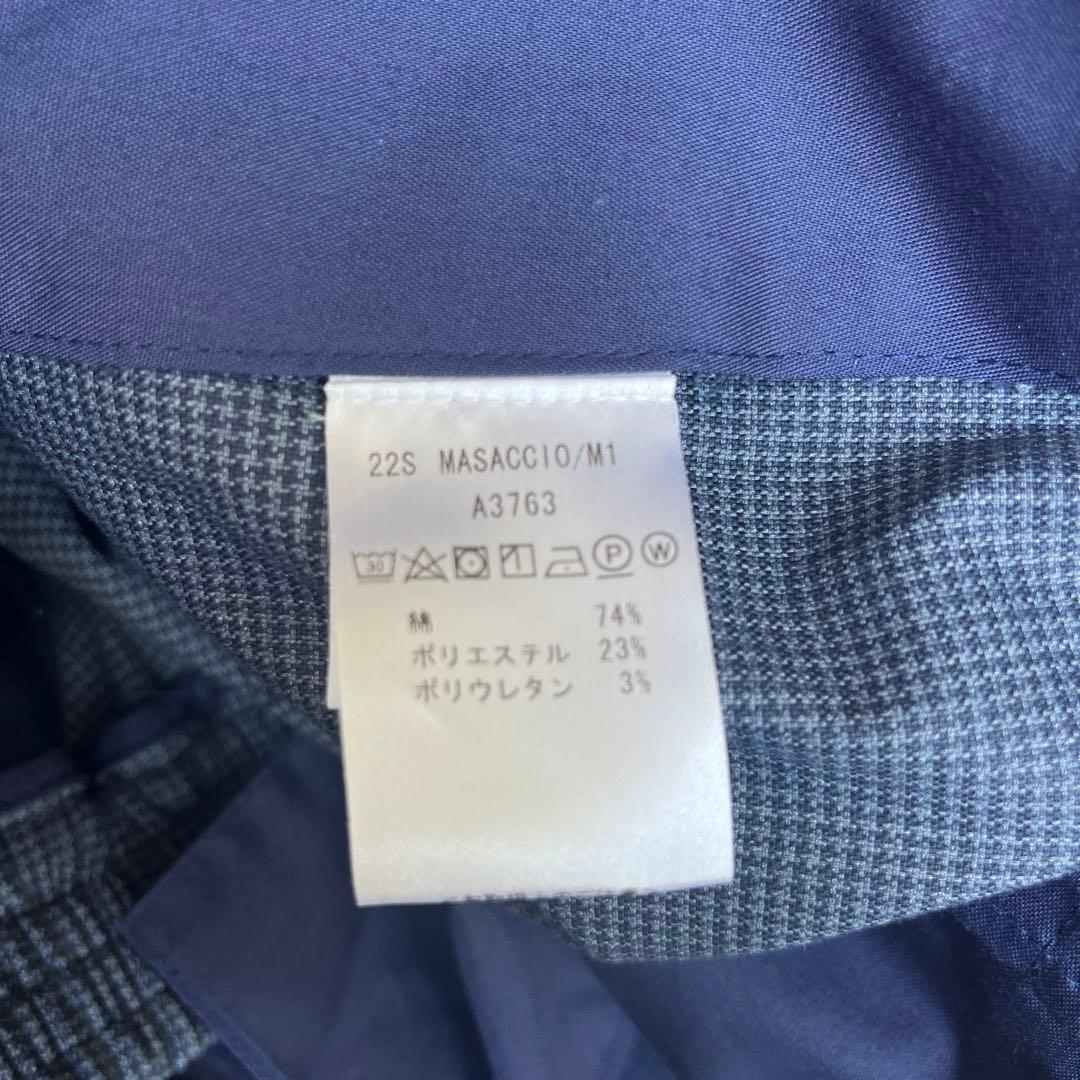 22S MASACCIO/M1
A3763
30 P W
綿 74%
ポリエステル 23%
ポリウレタン 3%